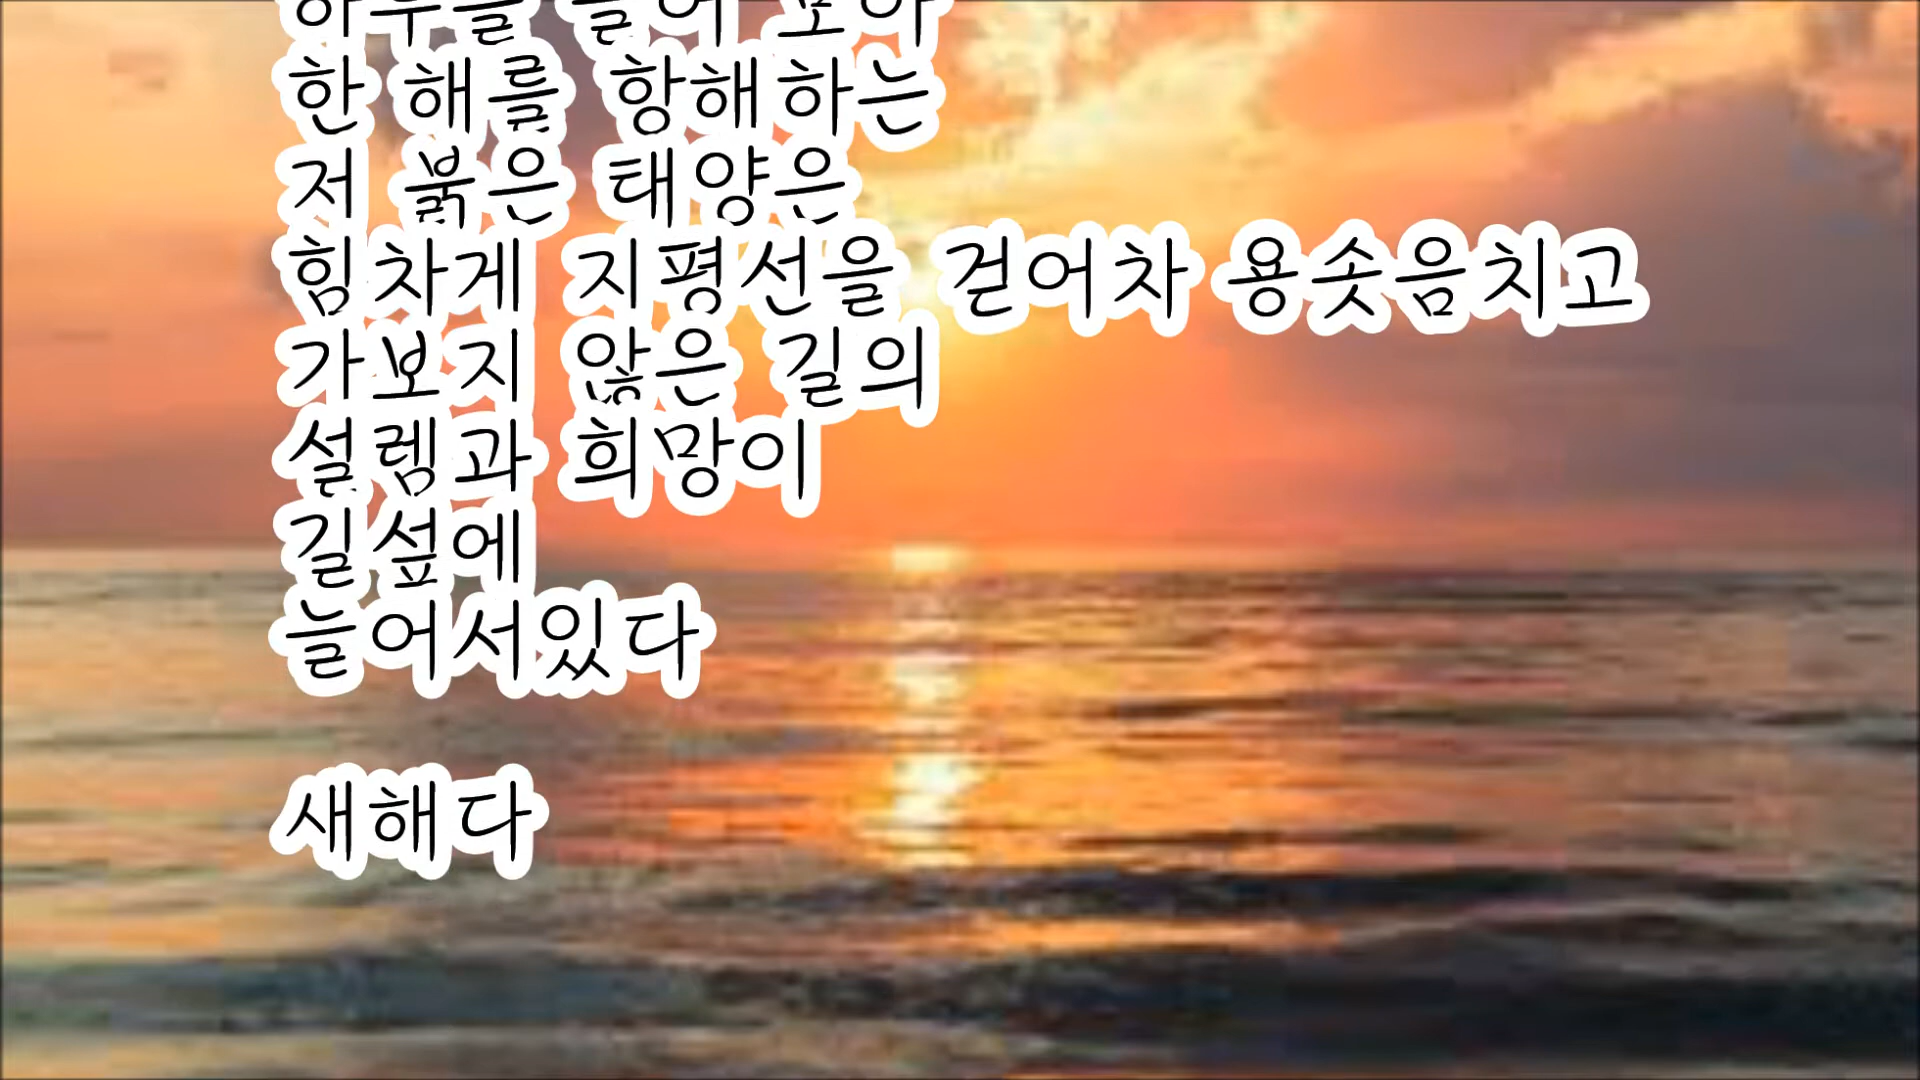 한 해를 항해하는
저 붉은 태양은
힘차게 지평선을 걷어차 용솟음치고
가보지 않은 길의
설렘과 희망이
길섶에
늘어서있다
새해다